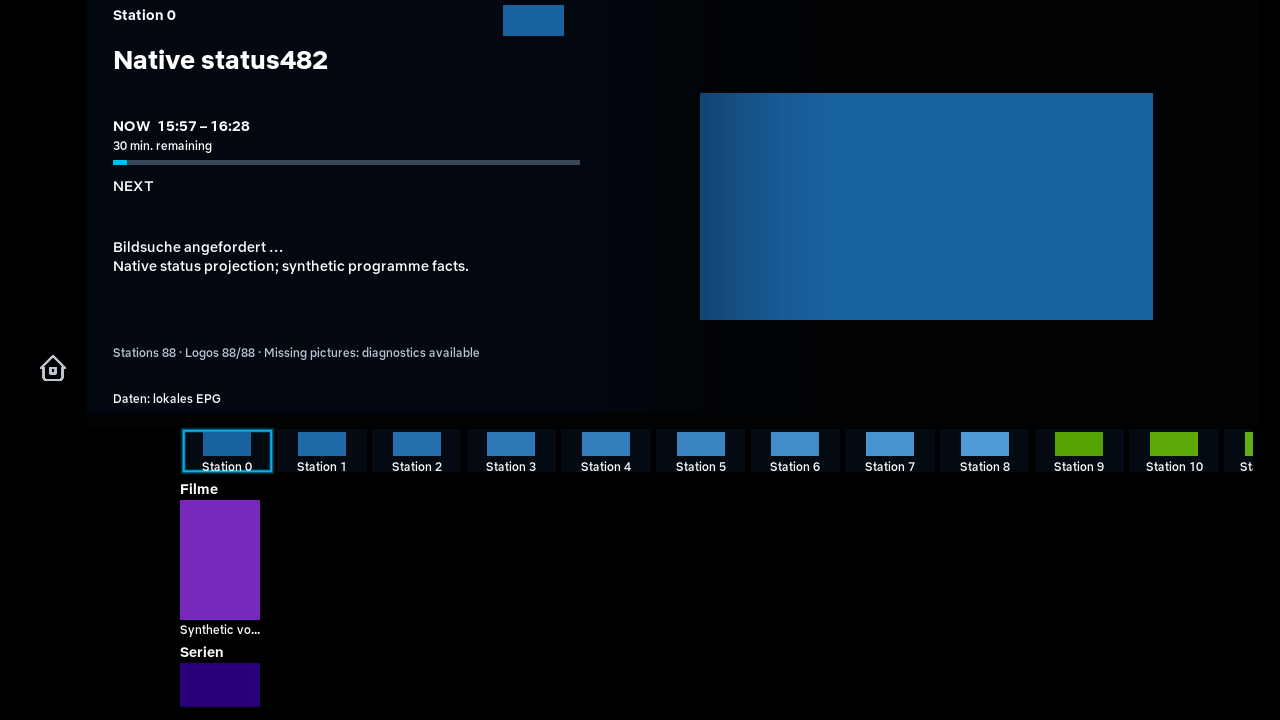 Station 0
Native status482
NOW 15:57 – 16:28
30 min. remaining
NEXT
Bildsuche angefordert …
Native status projection; synthetic programme facts.
Stations 88 · Logos 88/88 · Missing pictures: diagnostics available
Daten: lokales EPG
Station 0
Station 1
Station 2
Station 3
Station 4
Station 5
Station 6
Station 7
Station 8
Station 9
Station 10
Filme
Synthetic vo...
Serien